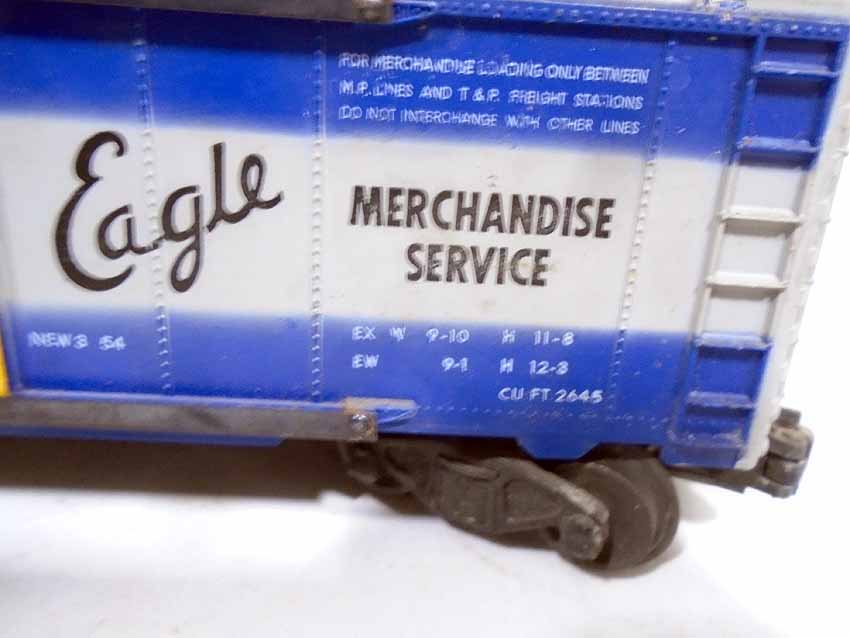 FOR MERCHANDISE LOADING ONLY BETWEEN
M.P. LINES AND T & P. FREIGHT STATIONS
DO NOT INTERCHANGE WITH OTHER LINES
Eagle
MERCHANDISE
SERVICE
NEW 3 54
EX W 9-10 H 11-8
EW 9-1 H 12-3
CU FT 2645